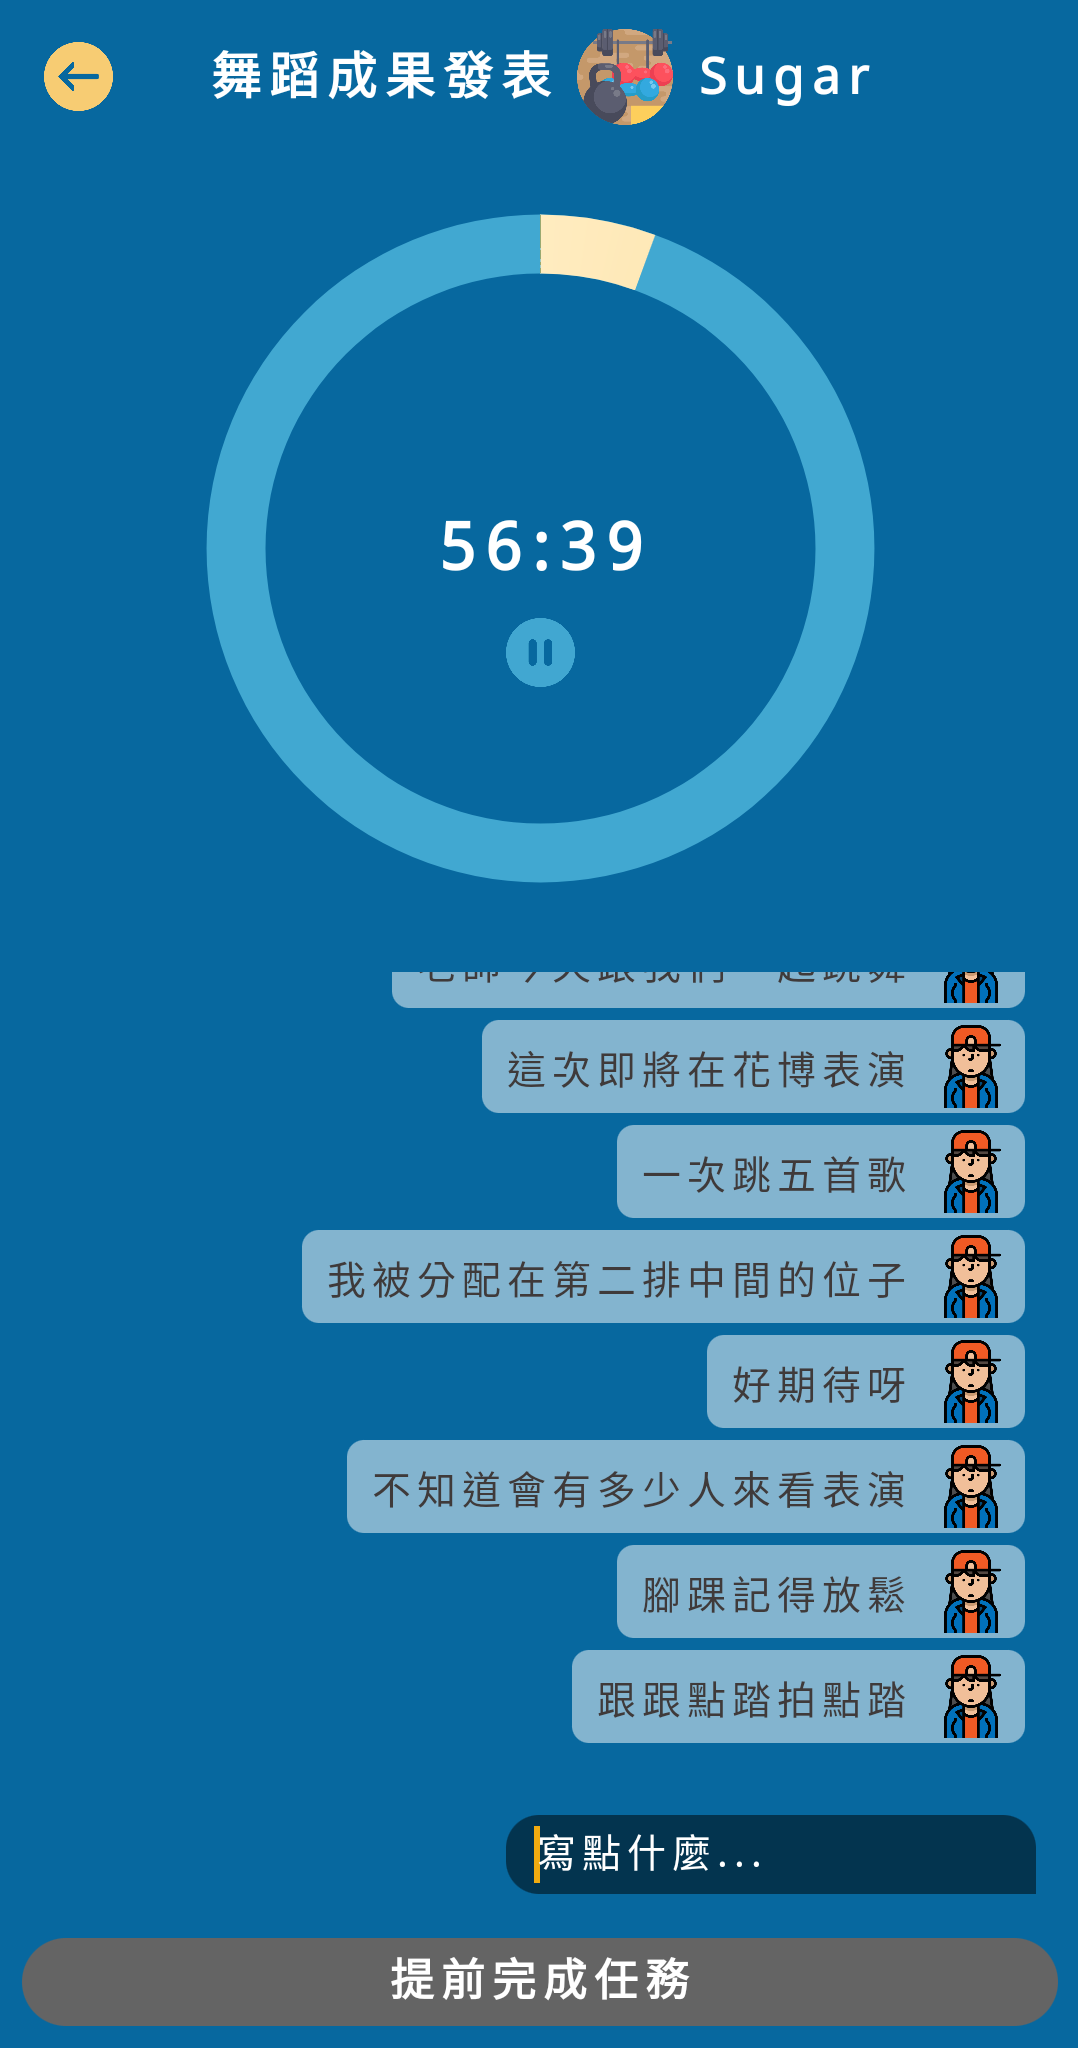 舞蹈成果發表 Sugar
56:39
這次即將在花博表演
一次跳五首歌
我被分配在第二排中間的位子
好期待呀
不知道會有多少人來看表演
腳踝記得放鬆
跟跟點踏拍點踏
寫點什麼...
提前完成任務